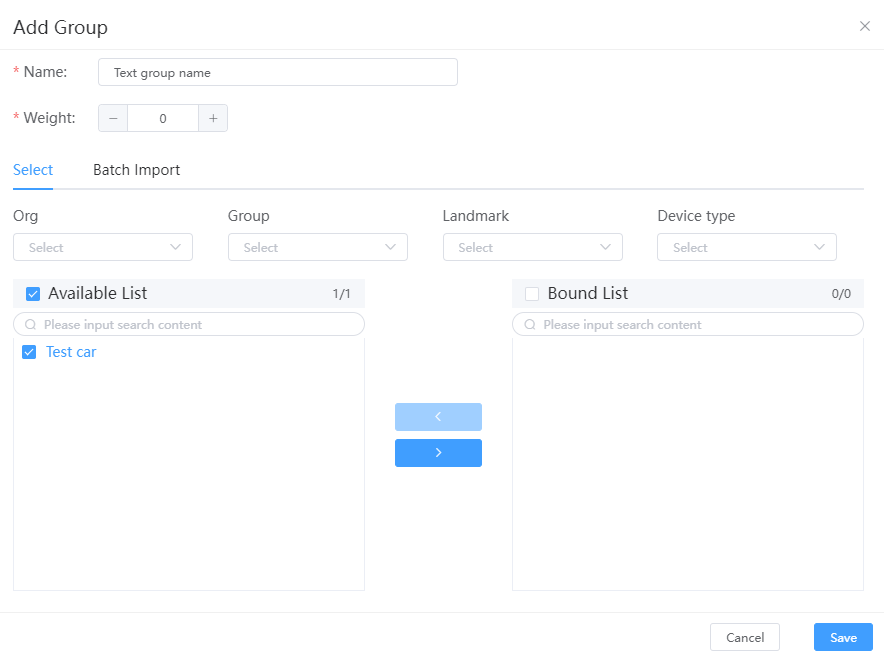 Add Group
* Name: Text group name
* Weight: − 0 +
Select Batch Import
Org Group Landmark Device type
Select Select Select Select
Available List 1/1 Bound List 0/0
Please input search content Please input search content
Test car
Cancel Save